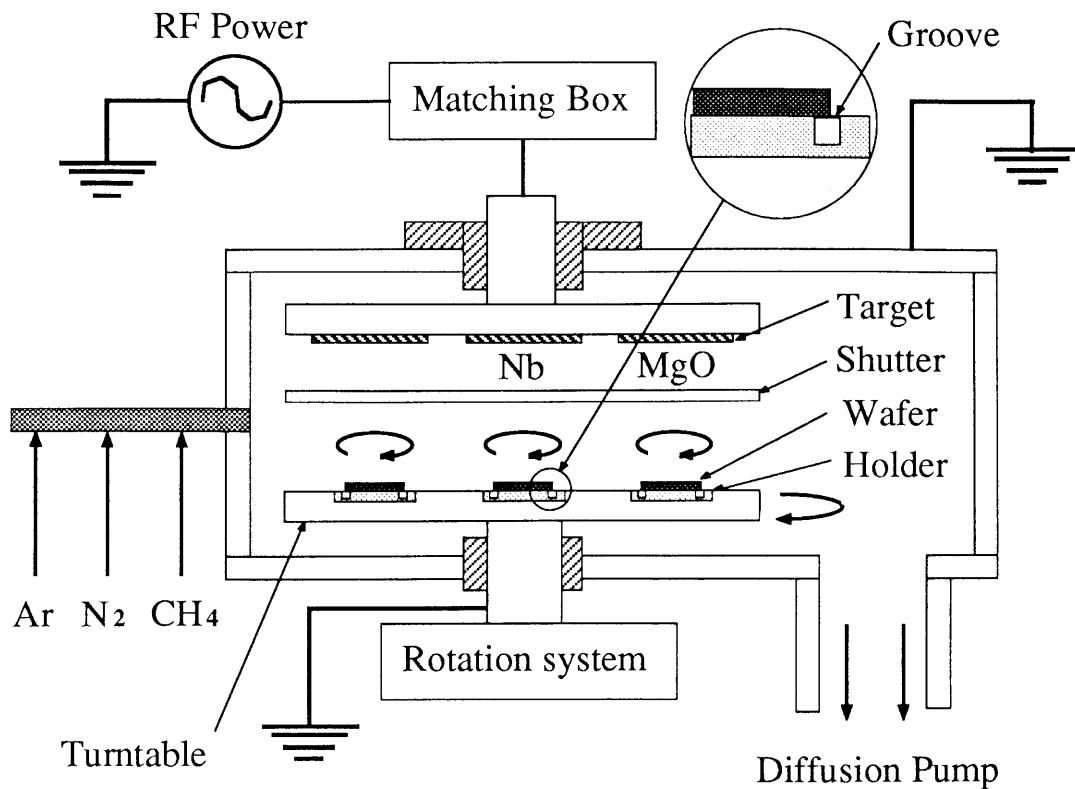 RF Power
Groove
Matching Box
Target
Nb MgO
Shutter
Wafer
Holder
Ar N₂ CH₄
Rotation system
Turntable
Diffusion Pump